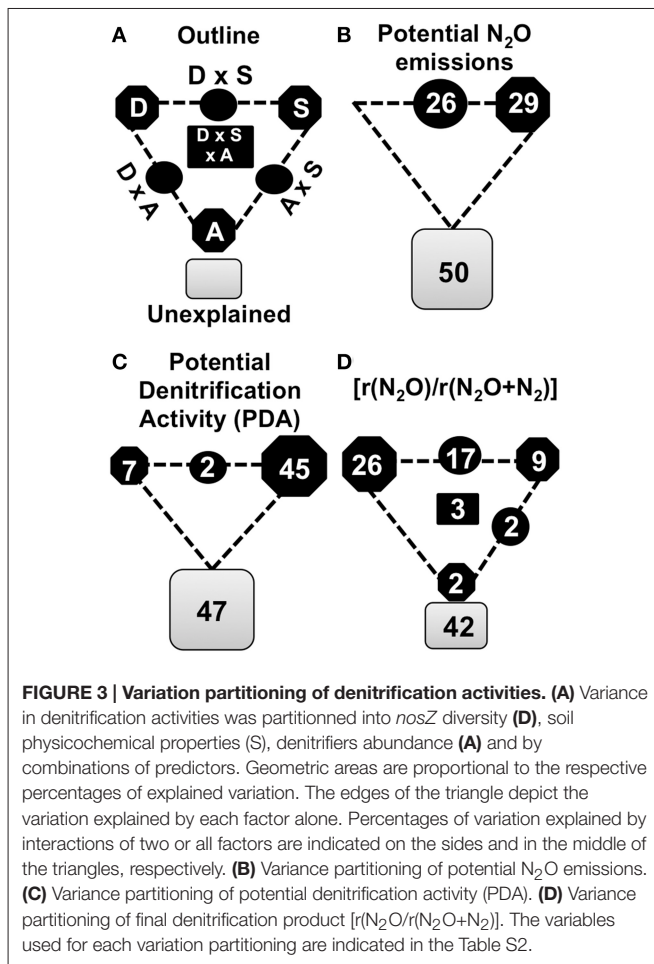 A Outline
D x S
D S
D x S
x A
D x A A x S
A
Unexplained
B Potential N₂O
emissions
26 29
50
C Potential
Denitrification
Activity (PDA)
7 2 45
47
D [r(N₂O)/r(N₂O+N₂)]
26 17 9
3
2
2
42
FIGURE 3 | Variation partitioning of denitrification activities. (A) Variance
in denitrification activities was partitionned into nosZ diversity (D), soil
physicochemical properties (S), denitrifiers abundance (A) and by
combinations of predictors. Geometric areas are proportional to the respective
percentages of explained variation. The edges of the triangle depict the
variation explained by each factor alone. Percentages of variation explained by
interactions of two or all factors are indicated on the sides and in the middle of
the triangles, respectively. (B) Variance partitioning of potential N₂O emissions.
(C) Variance partitioning of potential denitrification activity (PDA). (D) Variance
partitioning of final denitrification product [r(N₂O/r(N₂O+N₂)]. The variables
used for each variation partitioning are indicated in the Table S2.